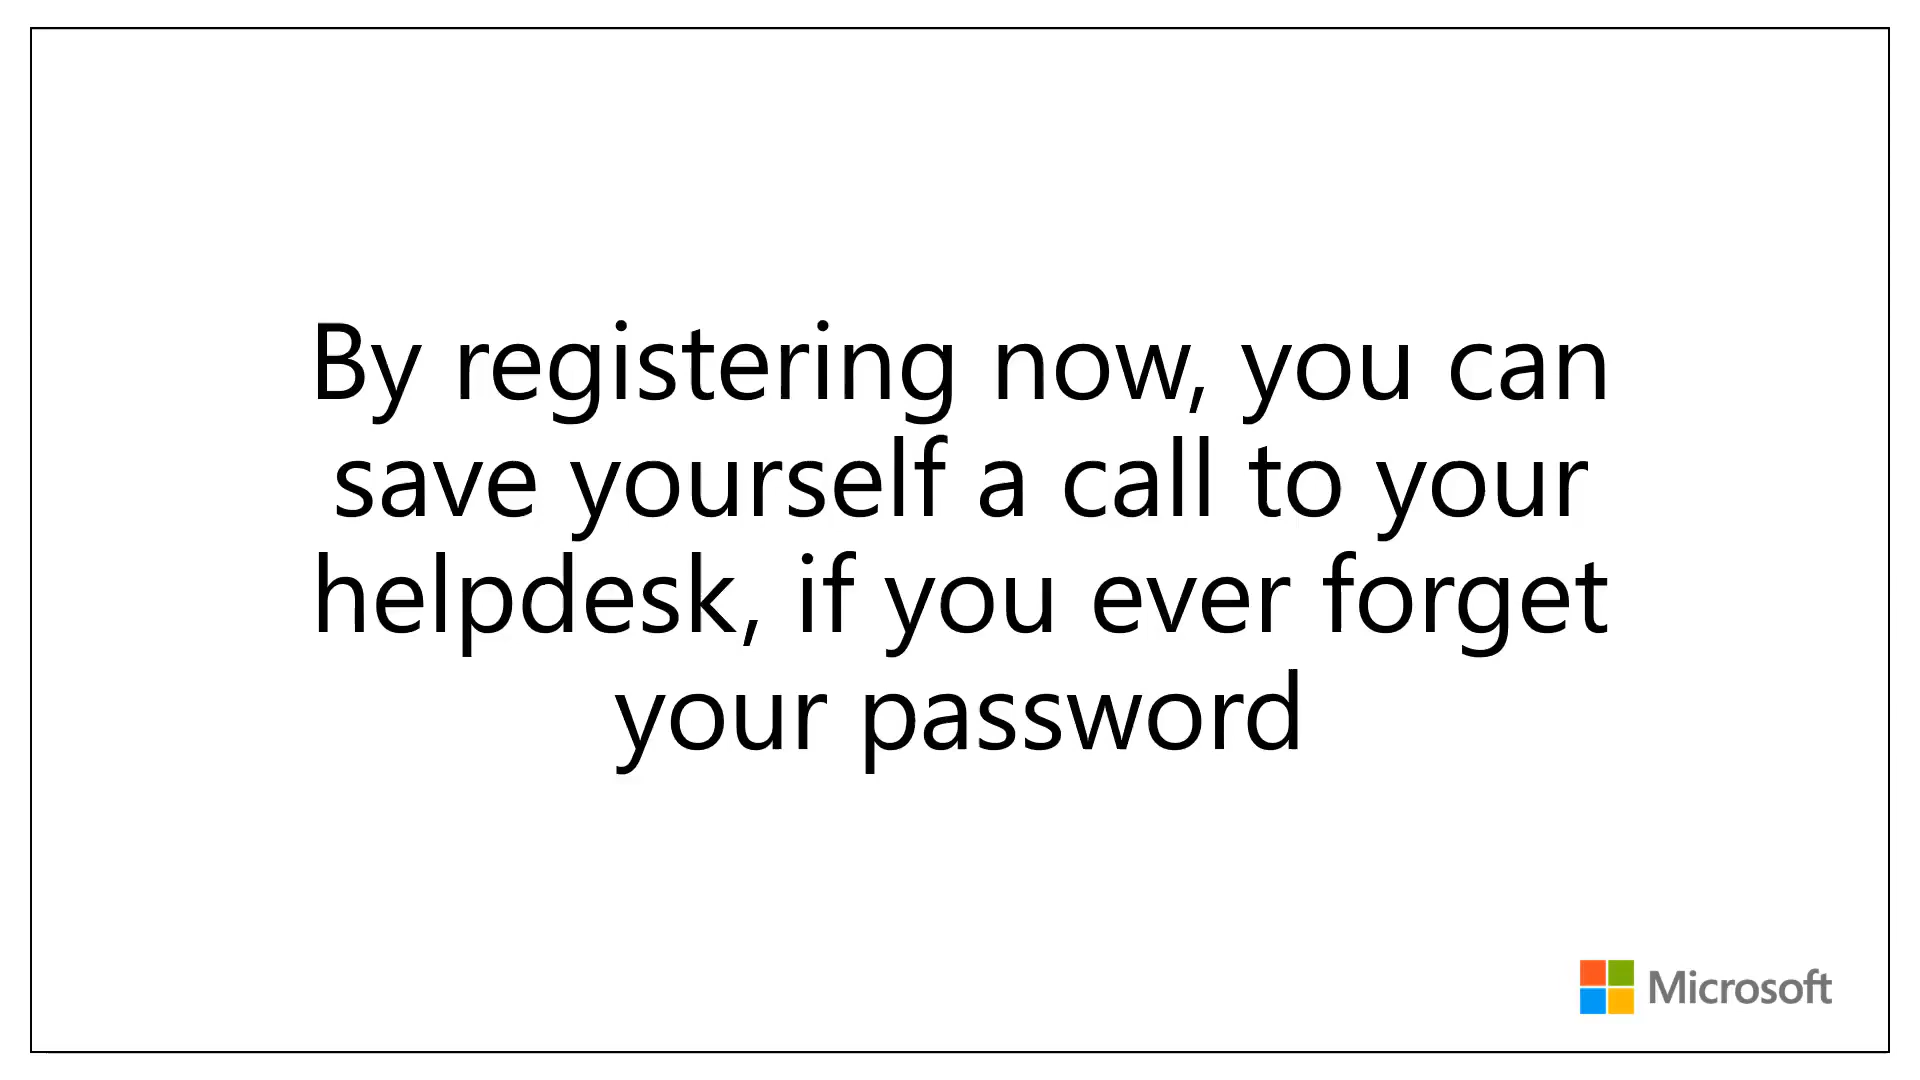 By registering now, you can
save yourself a call to your
helpdesk, if you ever forget
your password
Microsoft